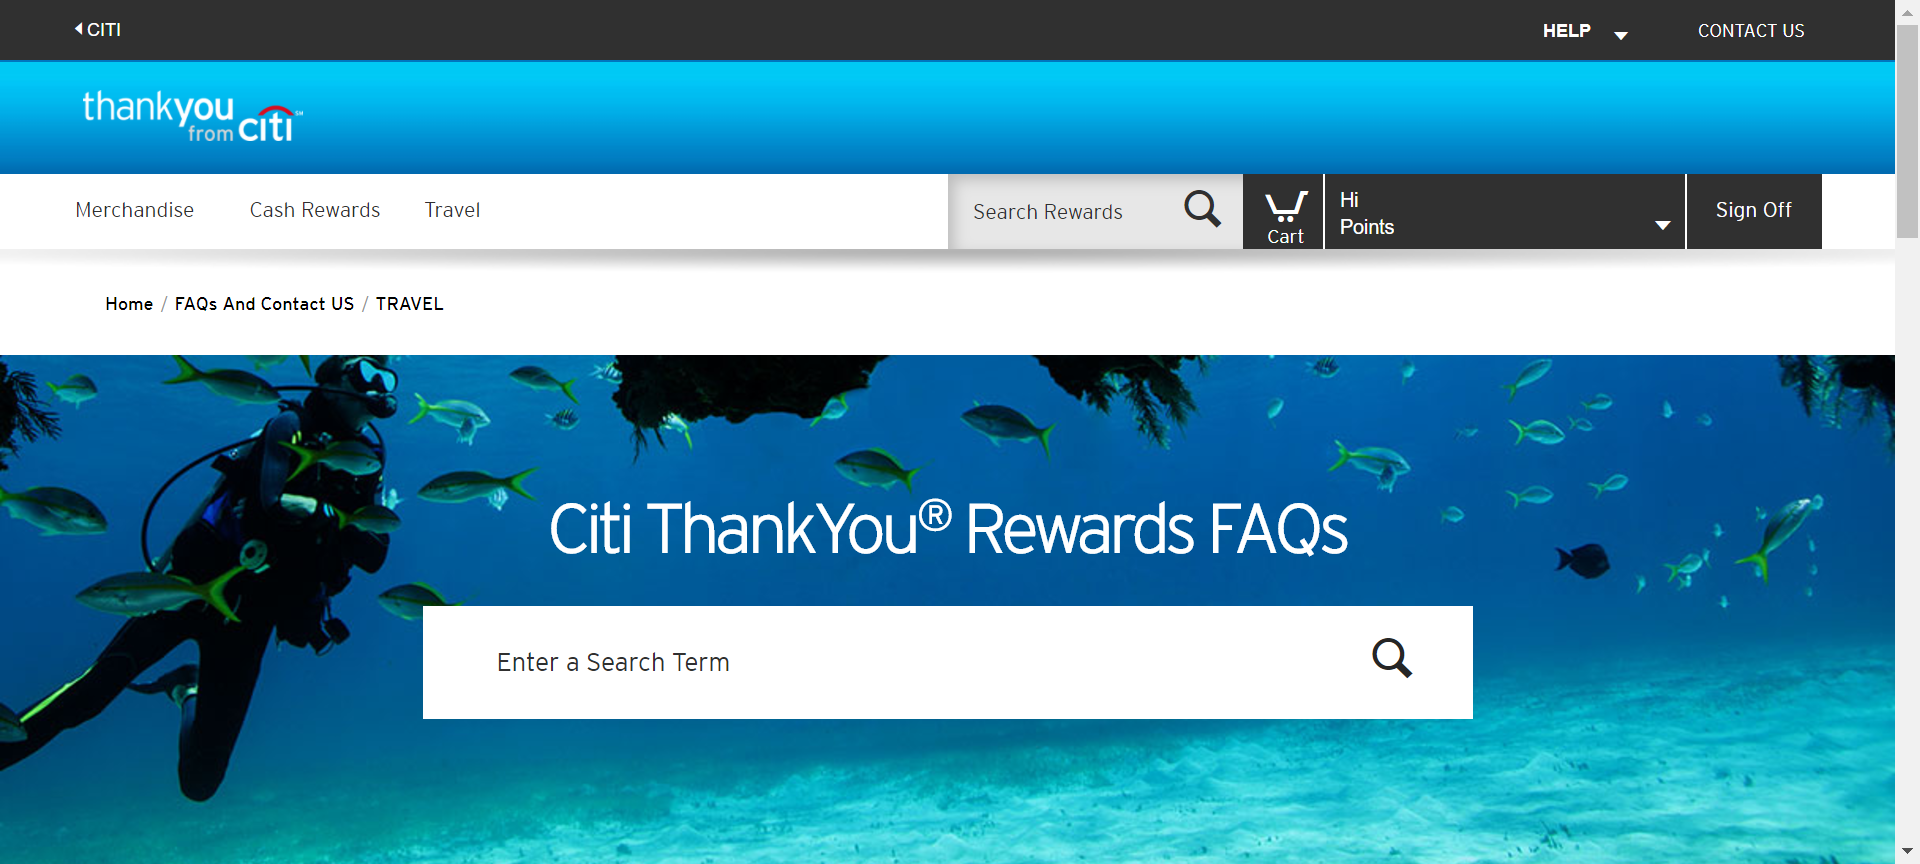 CITI
HELP
CONTACT US
thankyou
from citi℠
Merchandise
Cash Rewards
Travel
Search Rewards
Cart
Hi
Points
Sign Off
Home / FAQs And Contact US / TRAVEL
Citi ThankYou® Rewards FAQs
Enter a Search Term